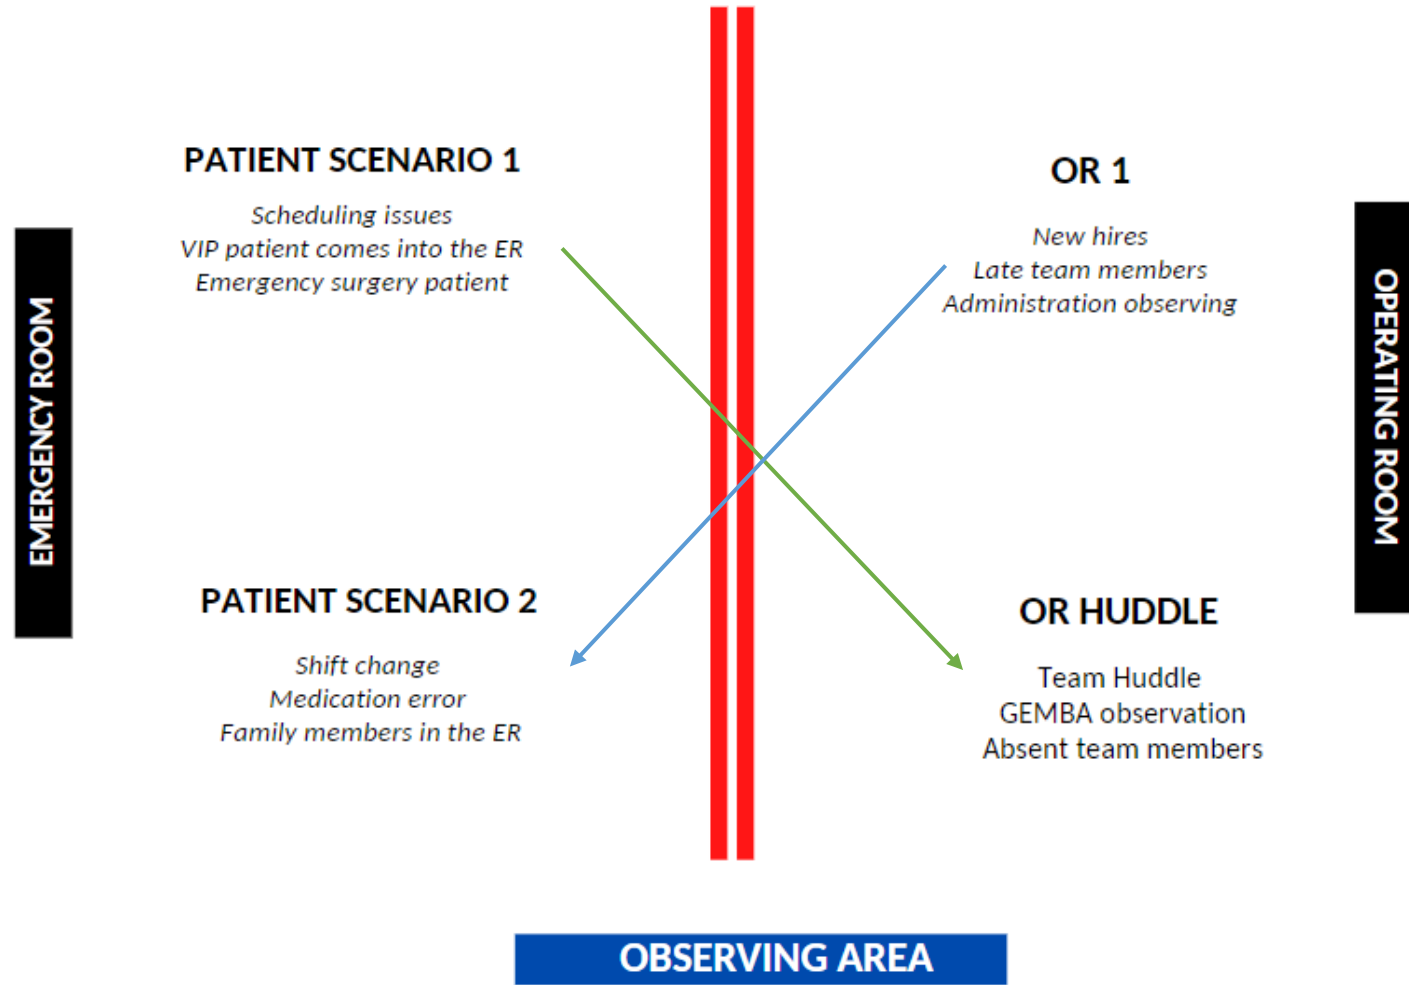 PATIENT SCENARIO 1
Scheduling issues
VIP patient comes into the ER
Emergency surgery patient
OR 1
New hires
Late team members
Administration observing
EMERGENCY ROOM
OPERATING ROOM
PATIENT SCENARIO 2
Shift change
Medication error
Family members in the ER
OR HUDDLE
Team Huddle
GEMBA observation
Absent team members
OBSERVING AREA